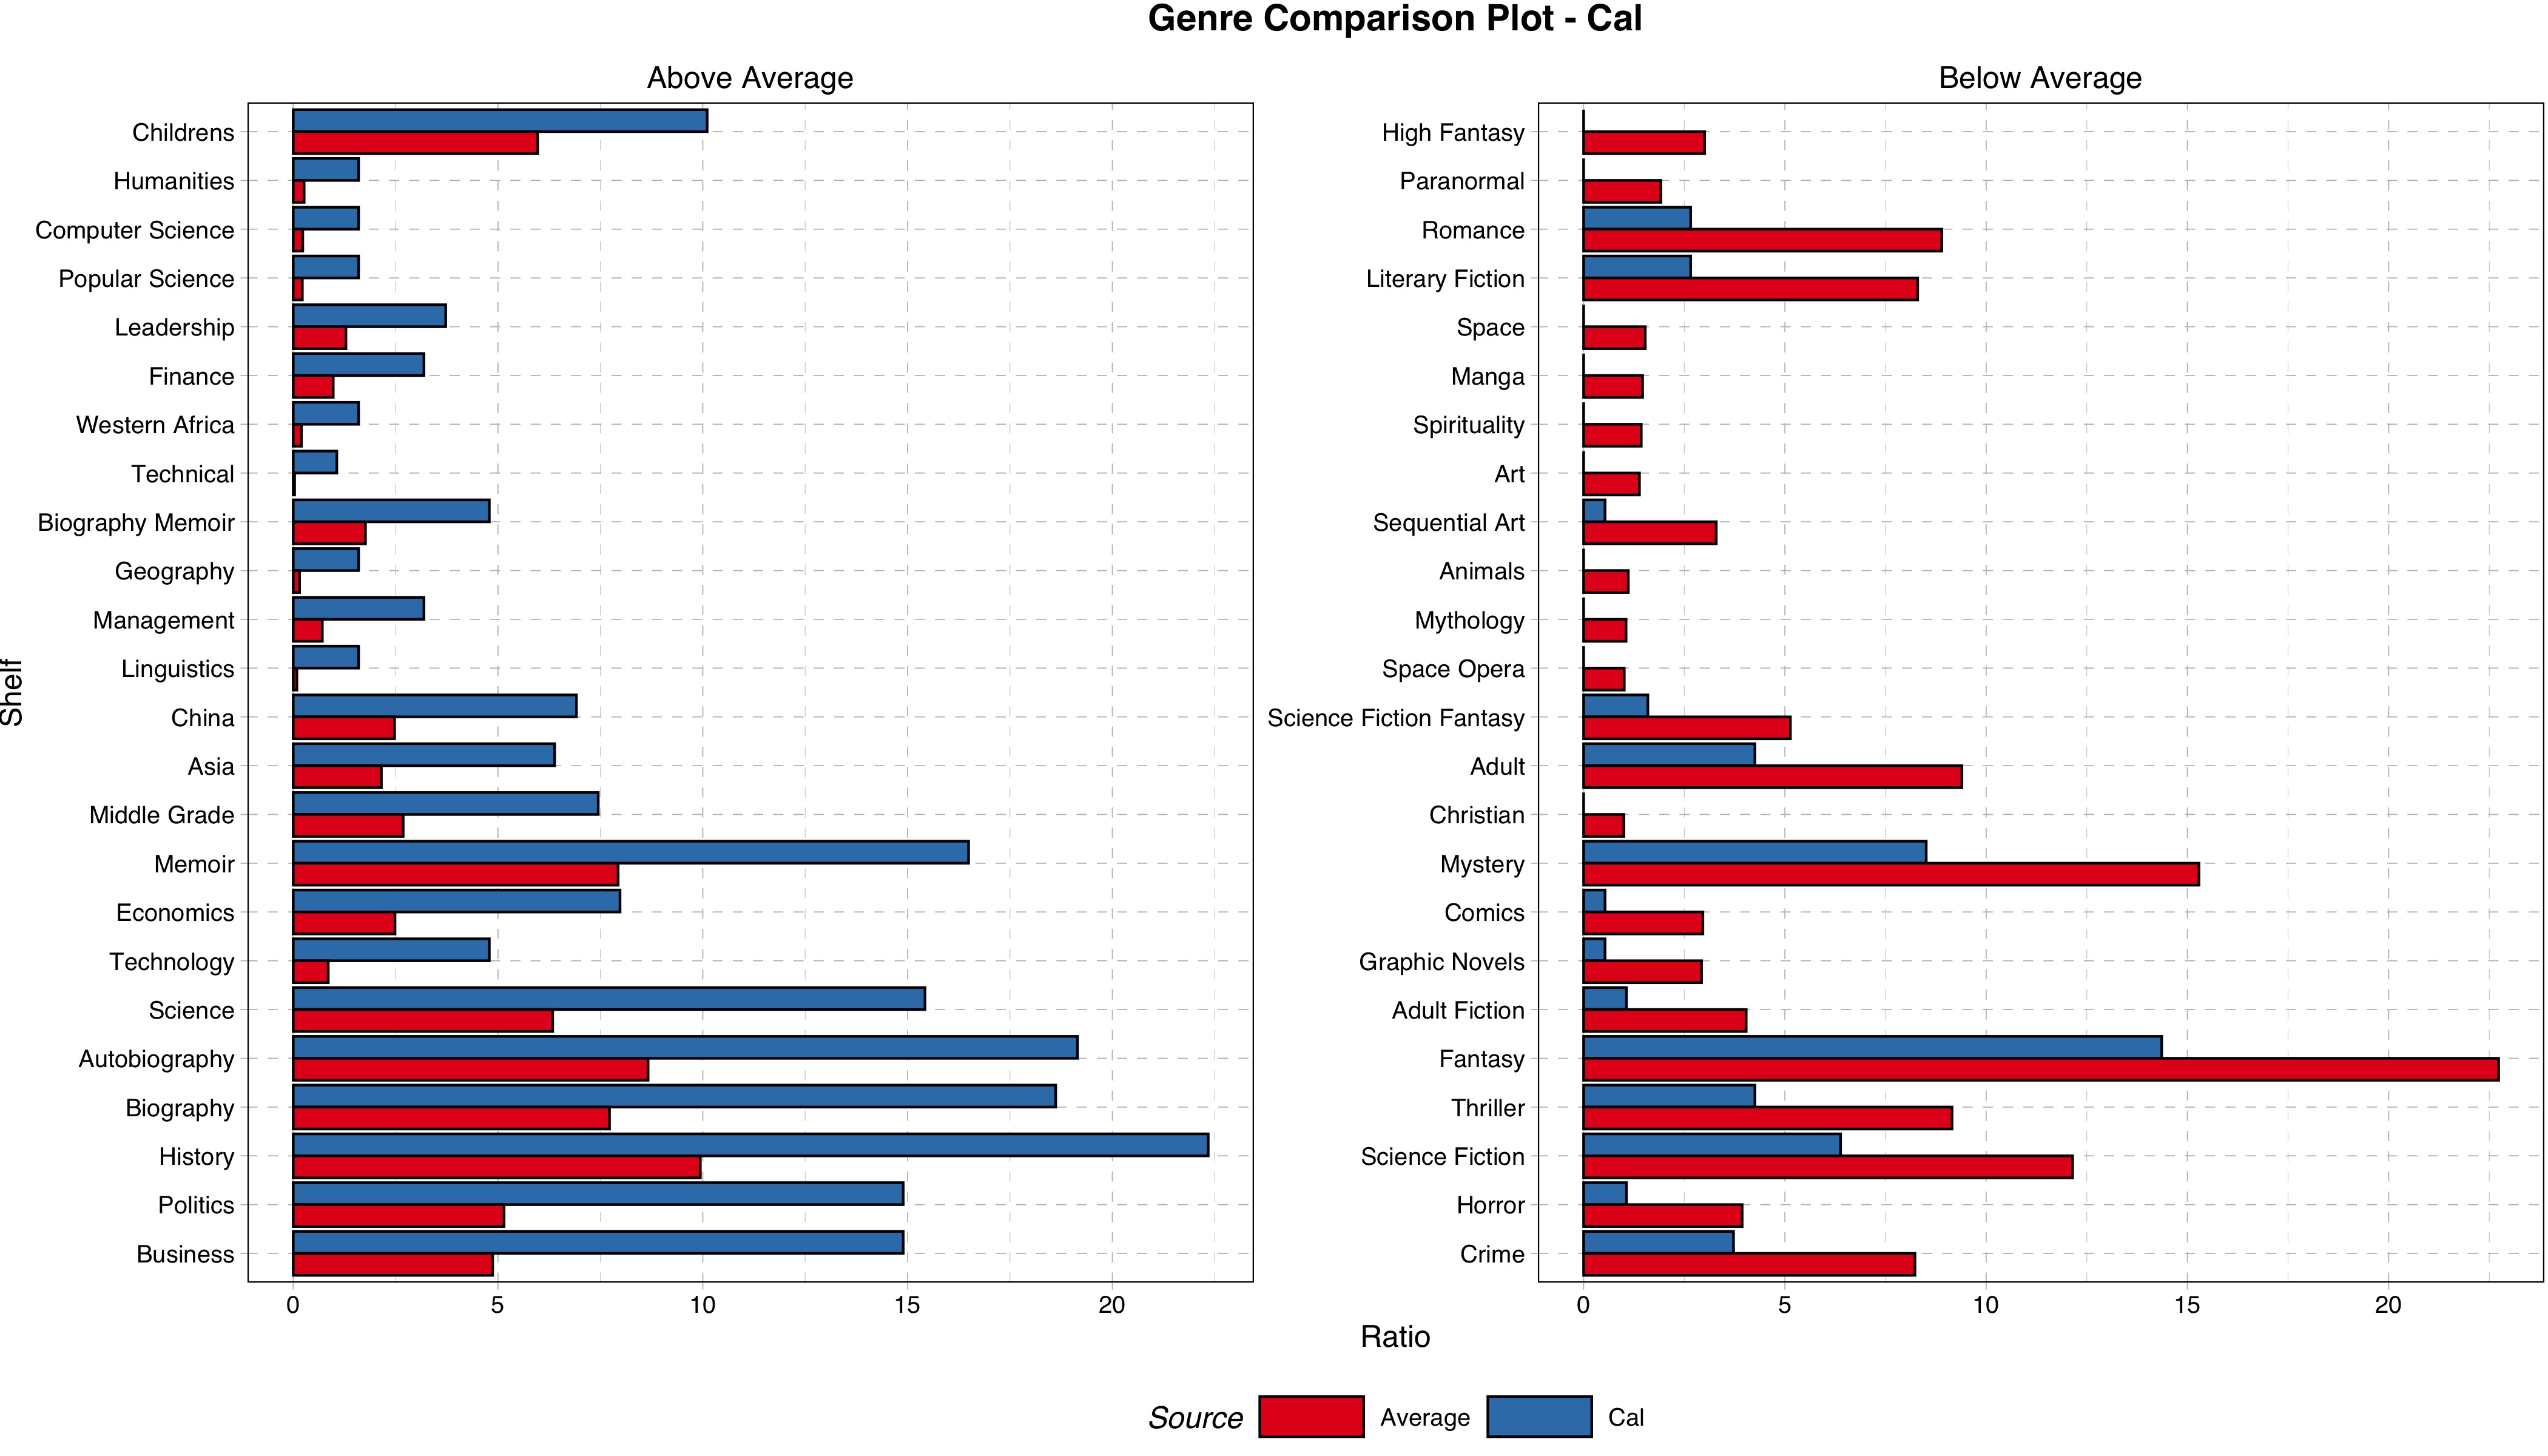 Genre Comparison Plot - Cal
Above Average
Below Average
Shelf
Childrens
Humanities
Computer Science
Popular Science
Leadership
Finance
Western Africa
Technical
Biography Memoir
Geography
Management
Linguistics
China
Asia
Middle Grade
Memoir
Economics
Technology
Science
Autobiography
Biography
History
Politics
Business
0 5 10 15 20
High Fantasy
Paranormal
Romance
Literary Fiction
Space
Manga
Spirituality
Art
Sequential Art
Animals
Mythology
Space Opera
Science Fiction Fantasy
Adult
Christian
Mystery
Comics
Graphic Novels
Adult Fiction
Fantasy
Thriller
Science Fiction
Horror
Crime
0 5 10 15 20
Ratio
Source Average Cal